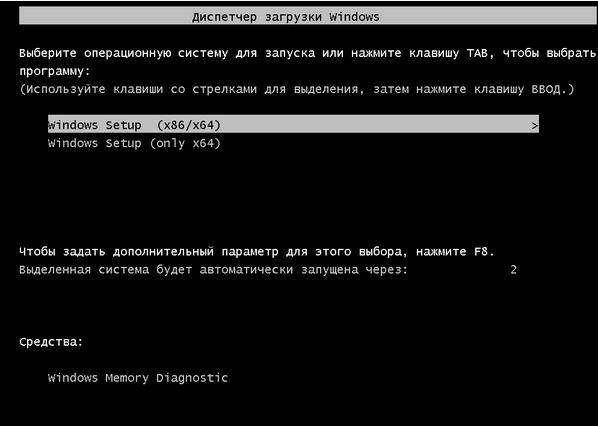 Диспетчер загрузки Windows
Выберите операционную систему для запуска или нажмите клавишу TAB, чтобы выбрать
программу:
(Используйте клавиши со стрелками для выделения, затем нажмите клавишу ВВОД.)
Windows Setup (x86/x64) >
Windows Setup (only x64)
Чтобы задать дополнительный параметр для этого выбора, нажмите F8.
Выделенная система будет автоматически запущена через: 2
Средства:
Windows Memory Diagnostic